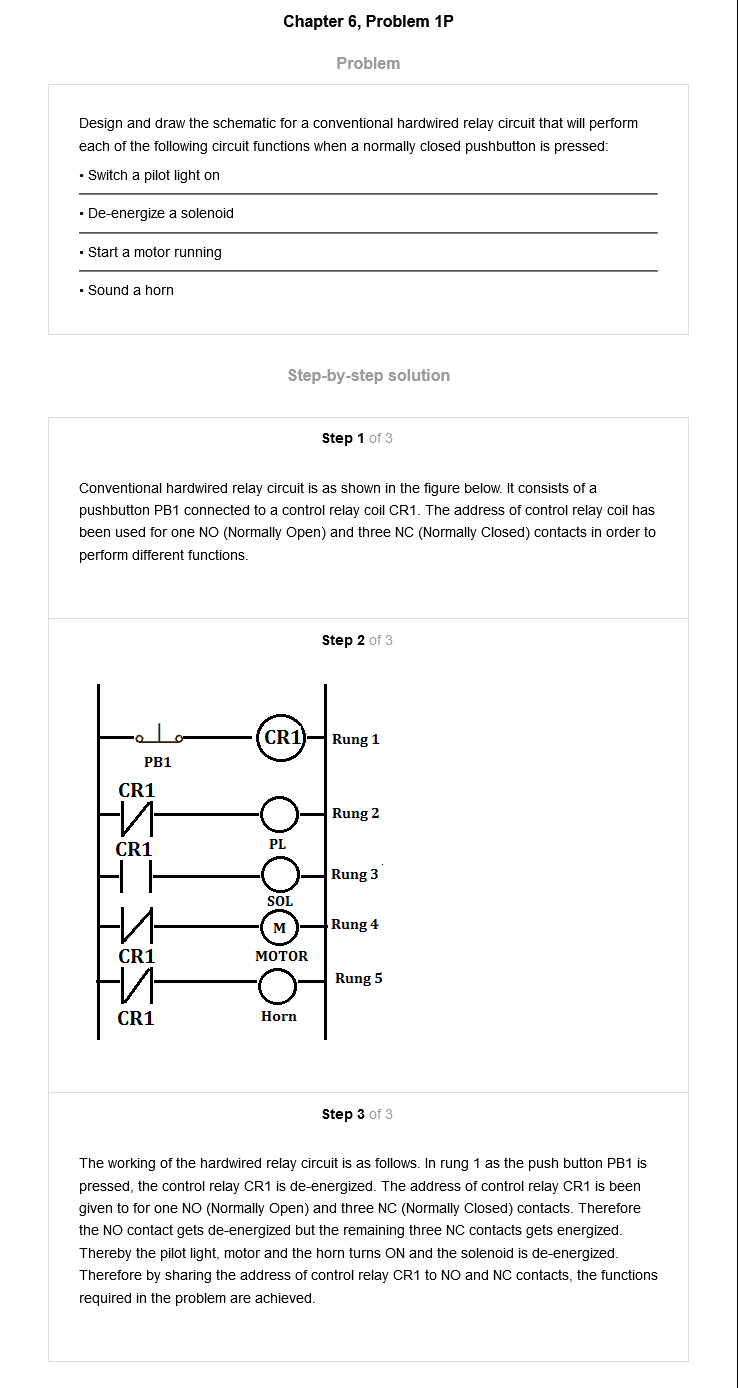 Chapter 6, Problem 1P
Problem
Design and draw the schematic for a conventional hardwired relay circuit that will perform
each of the following circuit functions when a normally closed pushbutton is pressed:
• Switch a pilot light on
• De-energize a solenoid
• Start a motor running
• Sound a horn
Step-by-step solution
Step 1 of 3
Conventional hardwired relay circuit is as shown in the figure below. It consists of a
pushbutton PB1 connected to a control relay coil CR1. The address of control relay coil has
been used for one NO (Normally Open) and three NC (Normally Closed) contacts in order to
perform different functions.
Step 2 of 3
CR1 Rung 1
PB1
CR1
Rung 2
CR1 PL
Rung 3
SOL
M Rung 4
CR1 MOTOR
Rung 5
CR1 Horn
Step 3 of 3
The working of the hardwired relay circuit is as follows. In rung 1 as the push button PB1 is
pressed, the control relay CR1 is de-energized. The address of control relay CR1 is been
given to for one NO (Normally Open) and three NC (Normally Closed) contacts. Therefore
the NO contact gets de-energized but the remaining three NC contacts gets energized.
Thereby the pilot light, motor and the horn turns ON and the solenoid is de-energized.
Therefore by sharing the address of control relay CR1 to NO and NC contacts, the functions
required in the problem are achieved.